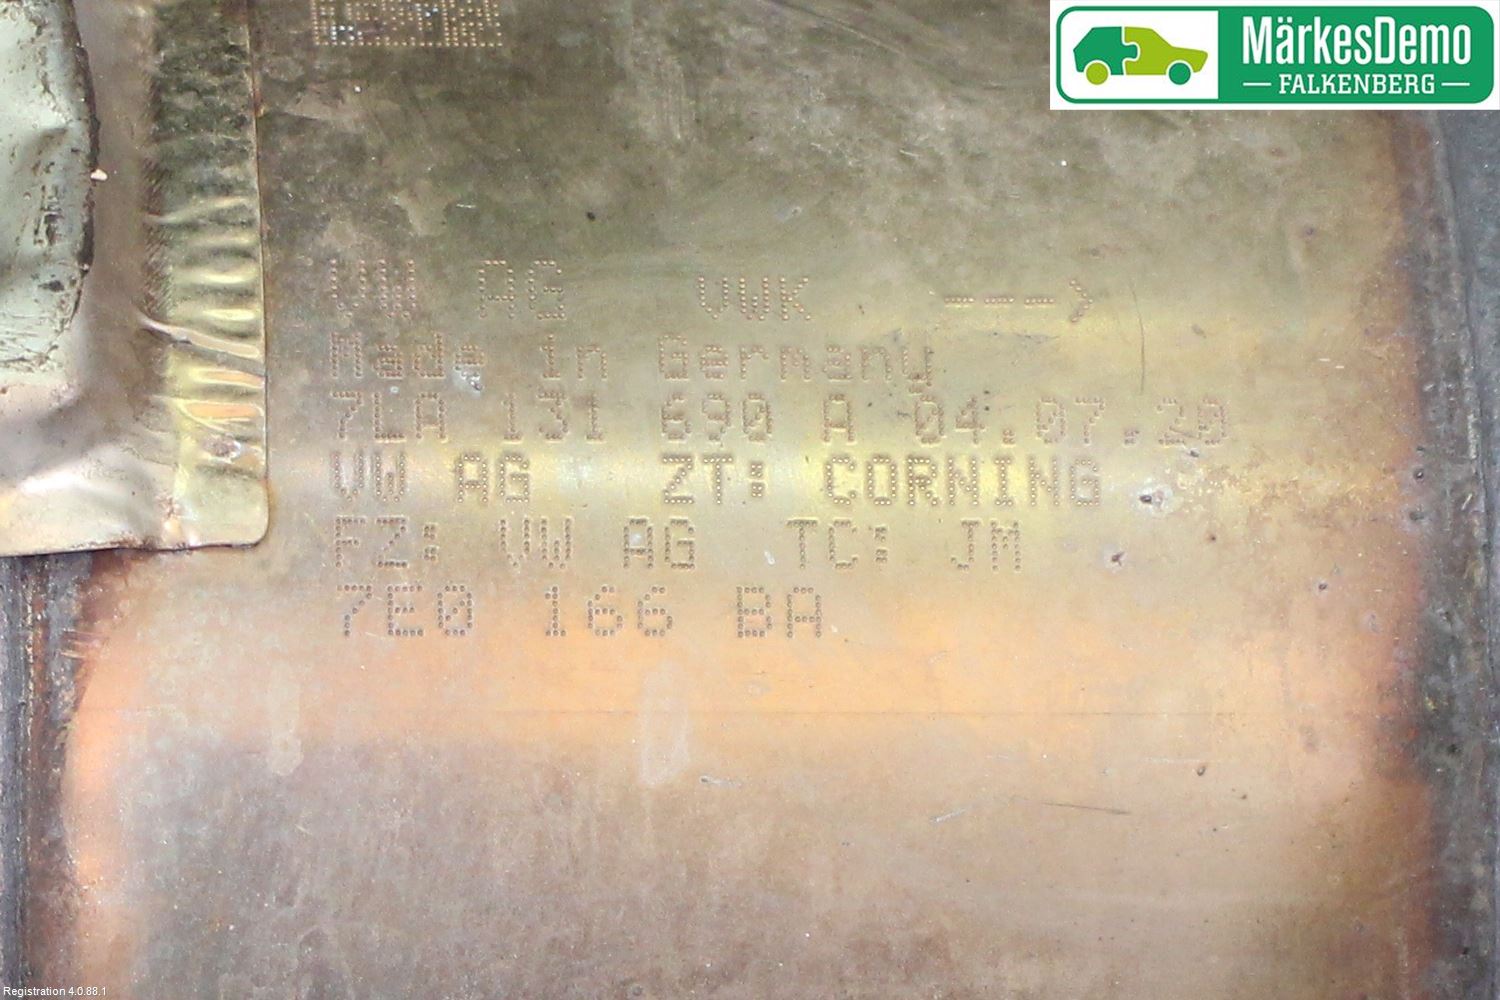 MärkesDemo
FALKENBERG
VW AG VWK --->
Made in Germany
7LA 131 690 A 04.07.20
VW AG ZT: CORNING
FZ: VW AG TC: JM
7E0 166 BA
Registration 4.0.88.1